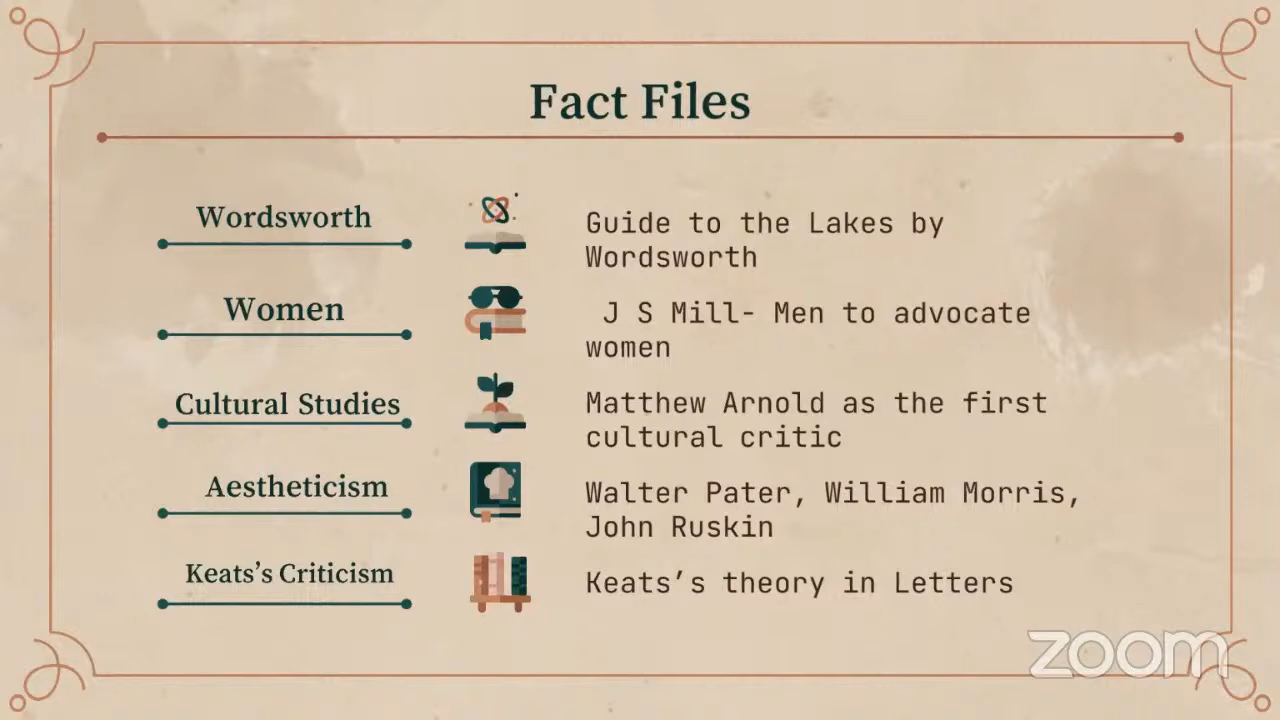 Fact Files
Wordsworth
Guide to the Lakes by
Wordsworth
Women
J S Mill- Men to advocate
women
Cultural Studies
Matthew Arnold as the first
cultural critic
Aestheticism
Walter Pater, William Morris,
John Ruskin
Keats’s Criticism
Keats’s theory in Letters
zoom